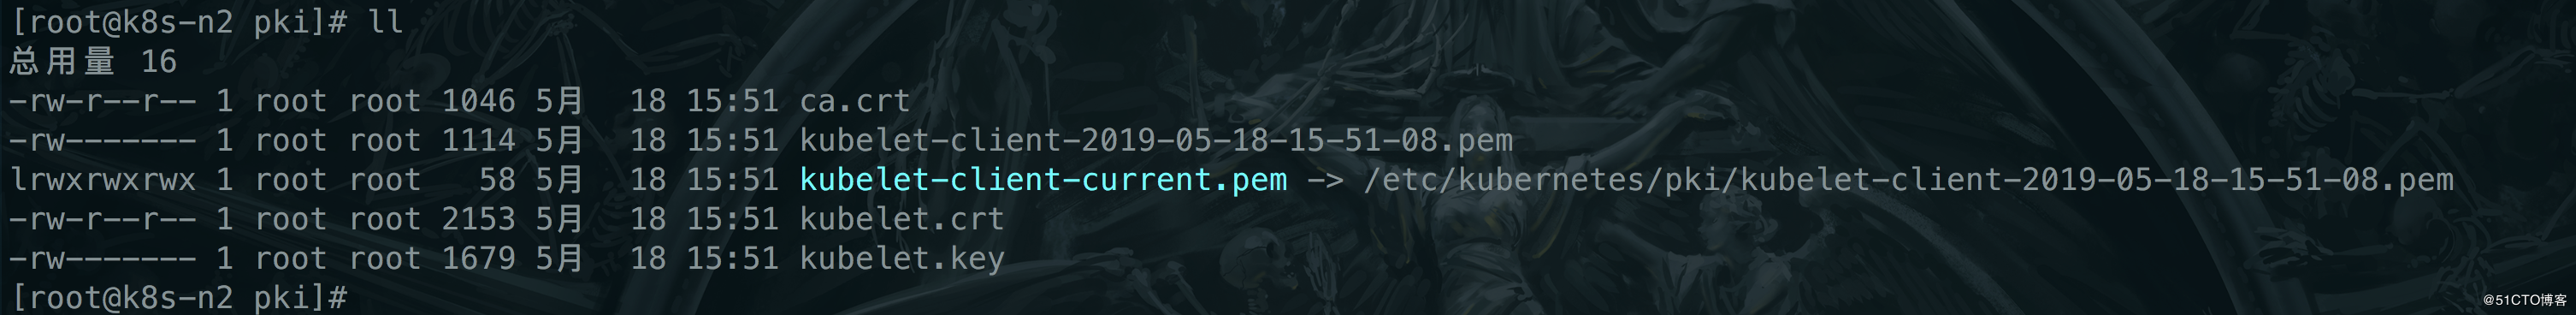 [root@k8s-n2 pki]# ll
总用量 16
-rw-r--r-- 1 root root 1046 5月  18 15:51 ca.crt
-rw------- 1 root root 1114 5月  18 15:51 kubelet-client-2019-05-18-15-51-08.pem
lrwxrwxrwx 1 root root   58 5月  18 15:51 kubelet-client-current.pem -> /etc/kubernetes/pki/kubelet-client-2019-05-18-15-51-08.pem
-rw-r--r-- 1 root root 2153 5月  18 15:51 kubelet.crt
-rw------- 1 root root 1679 5月  18 15:51 kubelet.key
[root@k8s-n2 pki]#
@51CTO博客